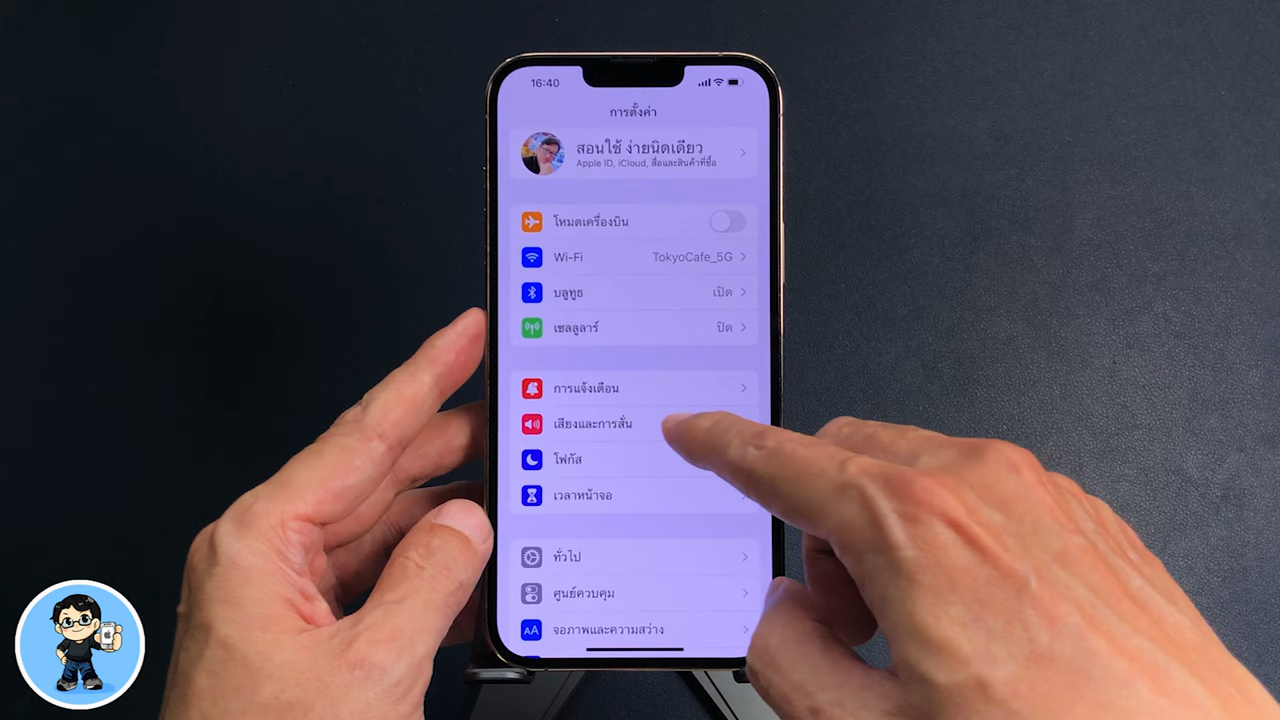 16:40
การตั้งค่า
สอนใช้ ง่ายนิดเดียว
Apple ID, iCloud, สื่อและสินค้าที่ซื้อ
โหมดเครื่องบิน
Wi-Fi TokyoCafe_5G
บลูทูธ เปิด
เซลลูลาร์ ปิด
การแจ้งเตือน
เสียงและการสั่น
โฟกัส
เวลาหน้าจอ
ทั่วไป
ศูนย์ควบคุม
AA จอภาพและความสว่าง